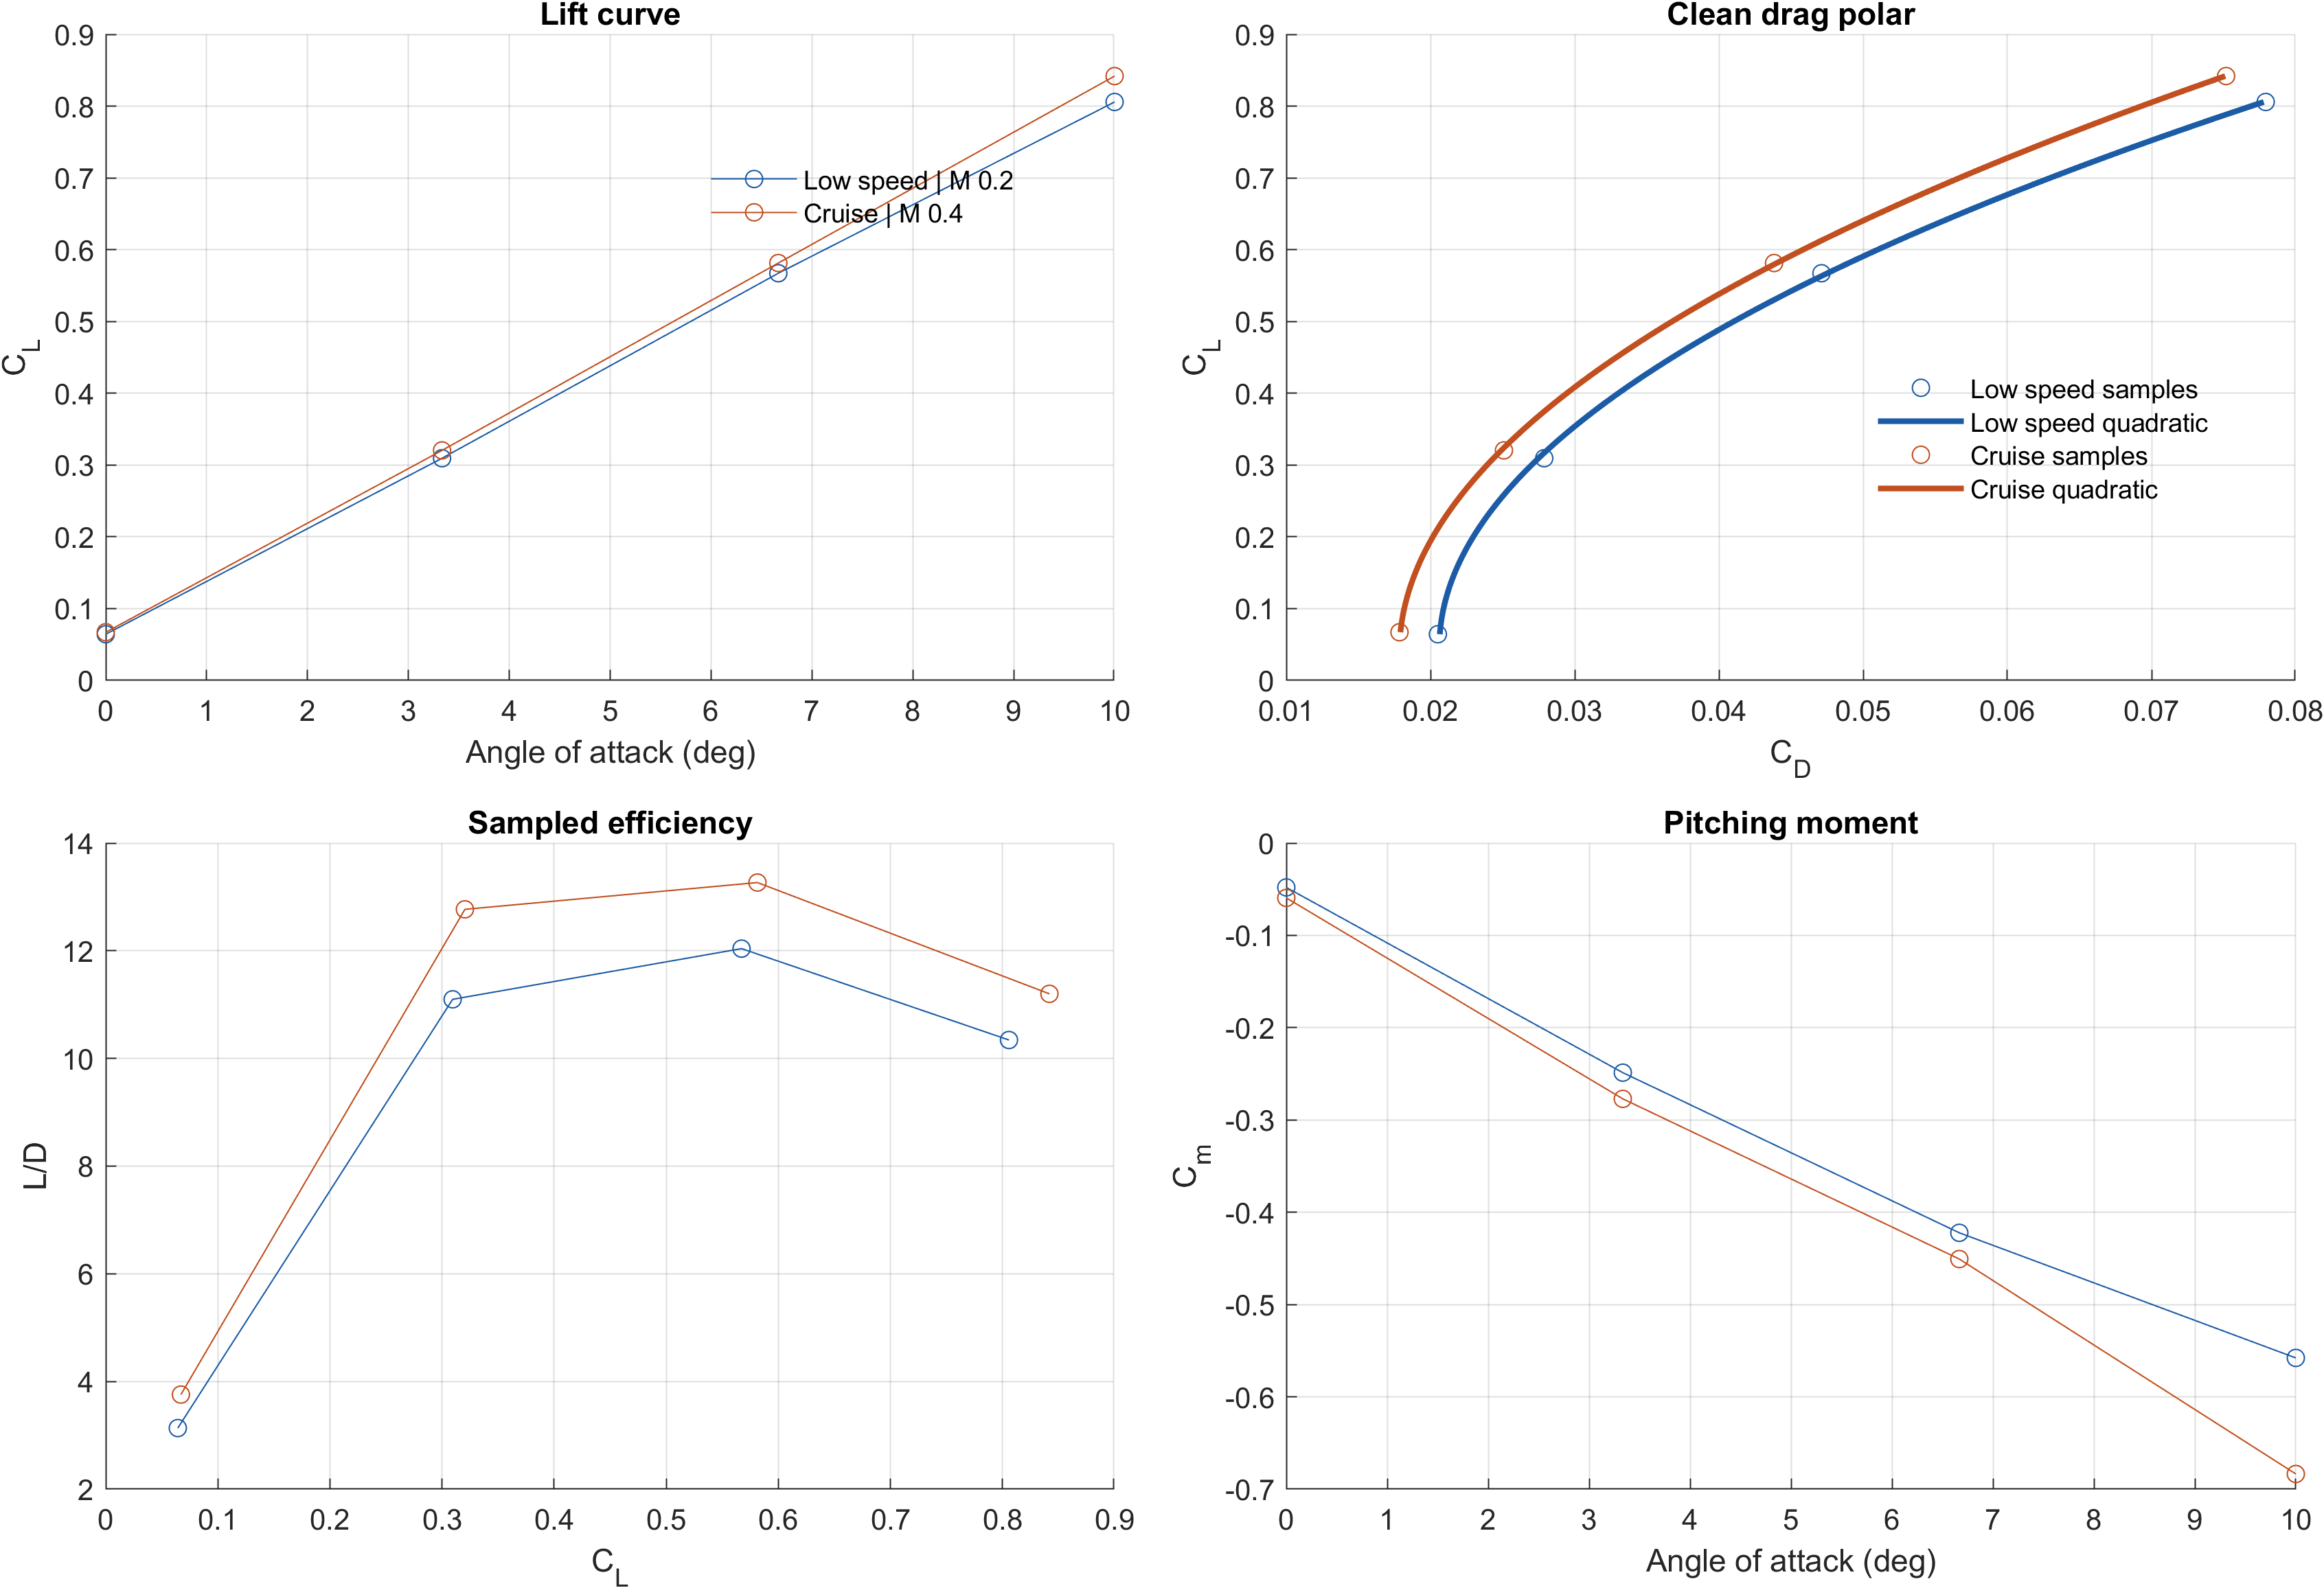 Lift curve
0.9
0.8
0.7
0.6
0.5
0.4
0.3
0.2
0.1
0
C_L
Low speed | M 0.2
Cruise | M 0.4
0 1 2 3 4 5 6 7 8 9 10
Angle of attack (deg)
Clean drag polar
0.9
0.8
0.7
0.6
0.5
0.4
0.3
0.2
0.1
0
C_L
Low speed samples
Low speed quadratic
Cruise samples
Cruise quadratic
0.01 0.02 0.03 0.04 0.05 0.06 0.07 0.08
C_D
Sampled efficiency
14
12
10
8
6
4
2
L/D
0 0.1 0.2 0.3 0.4 0.5 0.6 0.7 0.8 0.9
C_L
Pitching moment
0
-0.1
-0.2
-0.3
-0.4
-0.5
-0.6
-0.7
C_m
0 1 2 3 4 5 6 7 8 9 10
Angle of attack (deg)